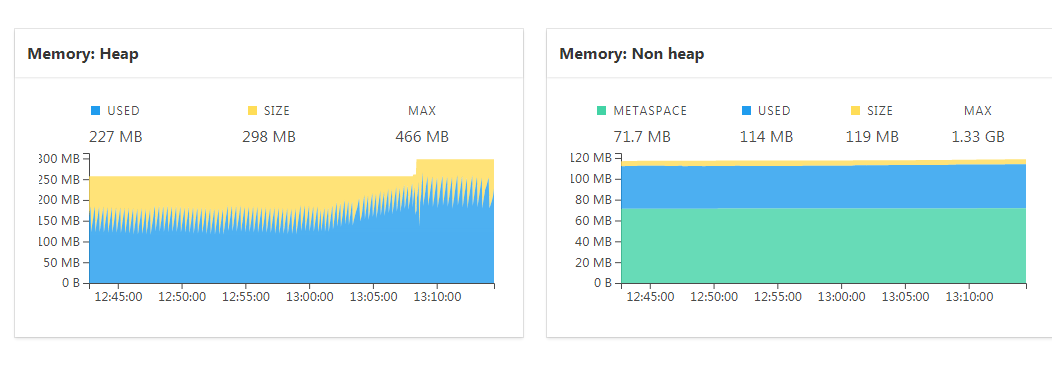 Memory: Heap
USED SIZE MAX
227 MB 298 MB 466 MB
300 MB
250 MB
200 MB
150 MB
100 MB
50 MB
0 B
12:45:00 12:50:00 12:55:00 13:00:00 13:05:00 13:10:00
Memory: Non heap
METASPACE USED SIZE MAX
71.7 MB 114 MB 119 MB 1.33 GB
120 MB
100 MB
80 MB
60 MB
40 MB
20 MB
0 B
12:45:00 12:50:00 12:55:00 13:00:00 13:05:00 13:10:00